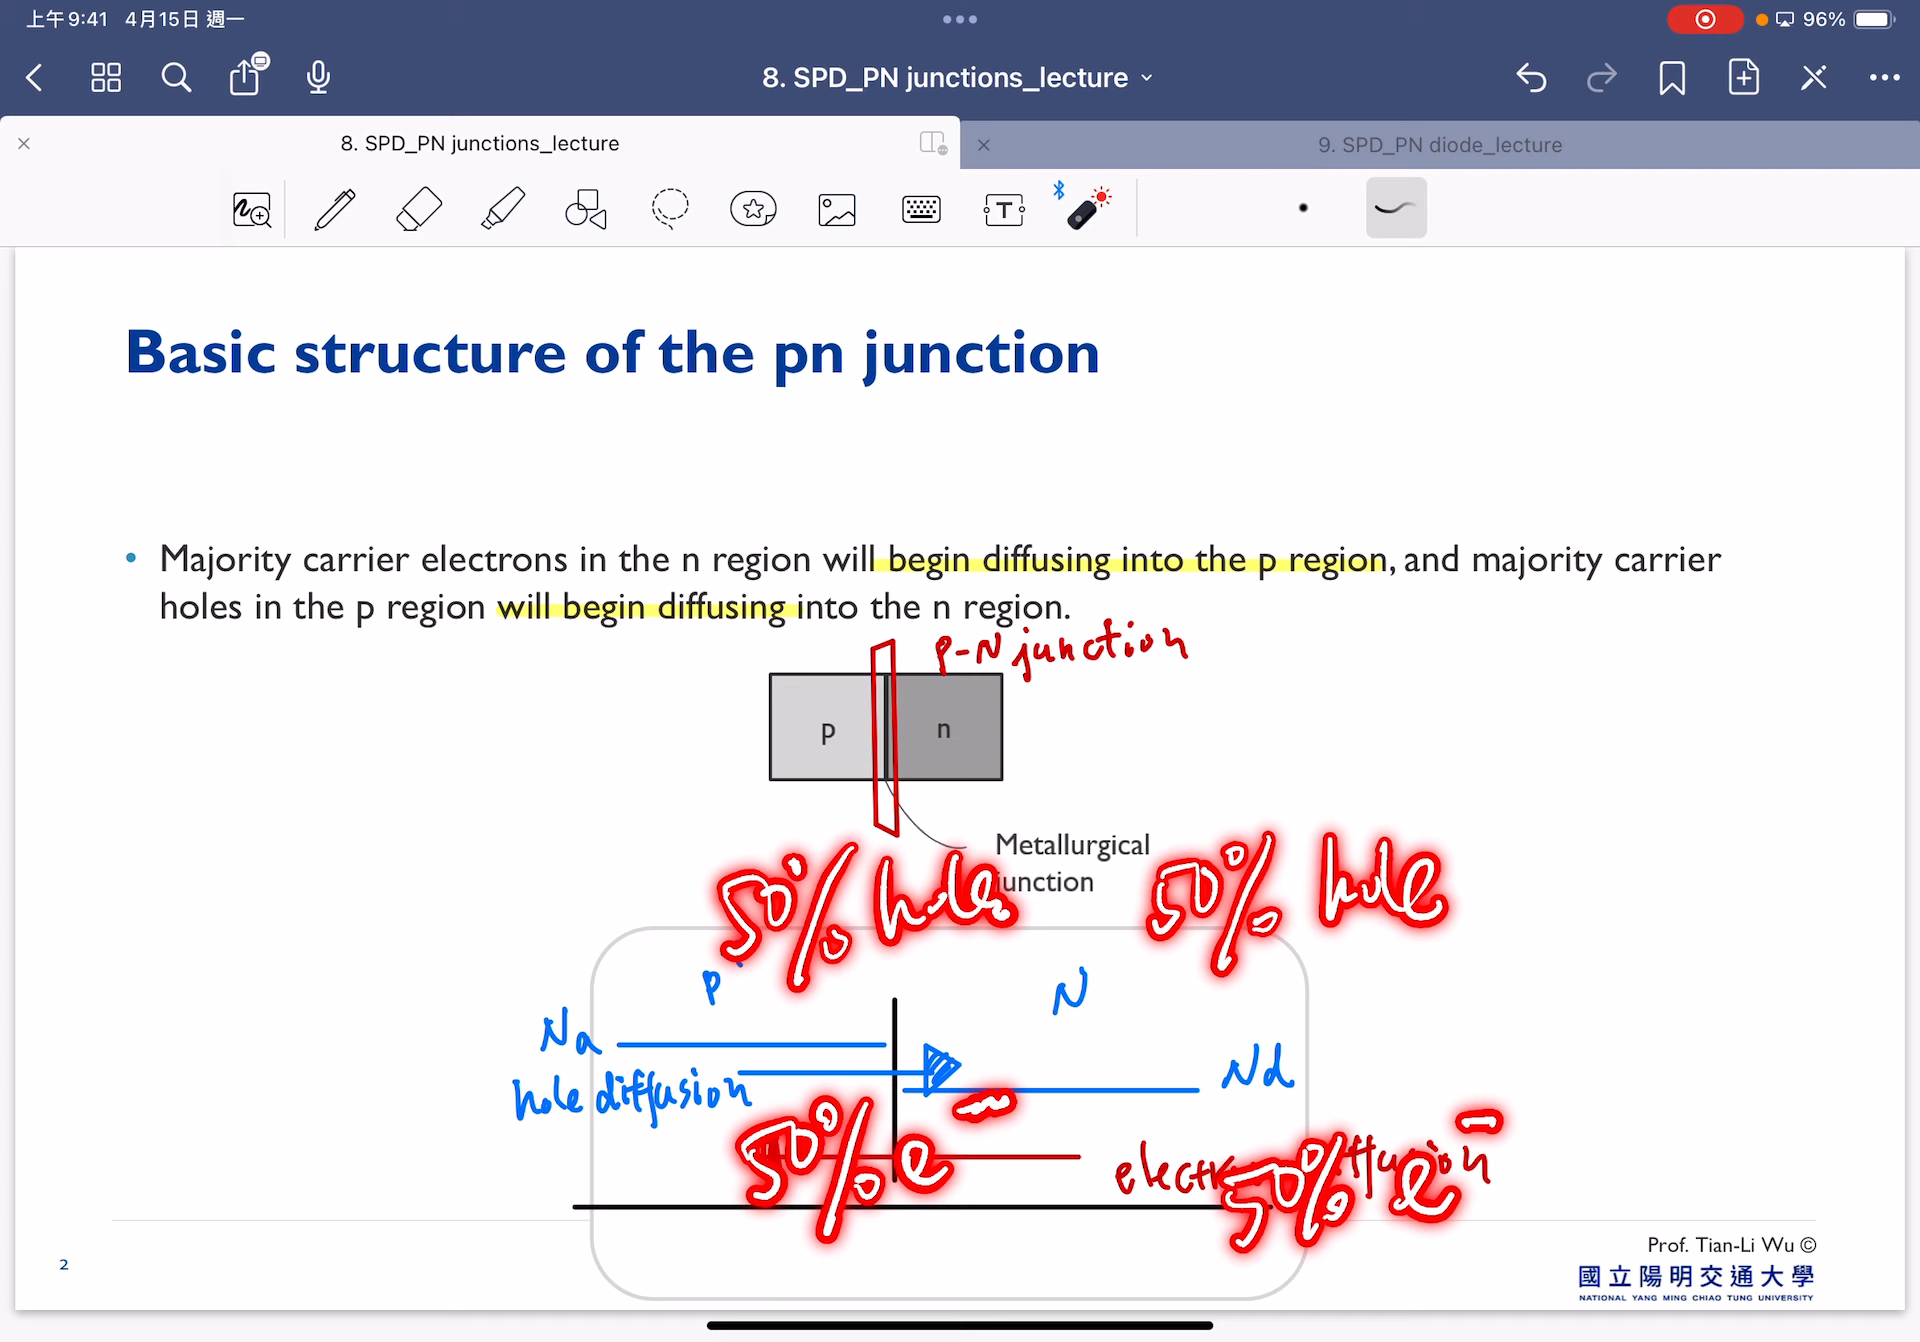 上午9:41 4月15日 週一
96%
8. SPD_PN junctions_lecture
8. SPD_PN junctions_lecture
9. SPD_PN diode_lecture
T
Basic structure of the pn junction
• Majority carrier electrons in the n region will begin diffusing into the p region, and majority carrier
holes in the p region will begin diffusing into the n region.
P-N junction
p
n
Metallurgical
junction
50% hole
50% hole
P
N
Na
Nd
hole diffusion
50% e⁻
50% e⁻
Prof. Tian-Li Wu ©
2
國立陽明交通大學
NATIONAL YANG MING CHIAO TUNG UNIVERSITY